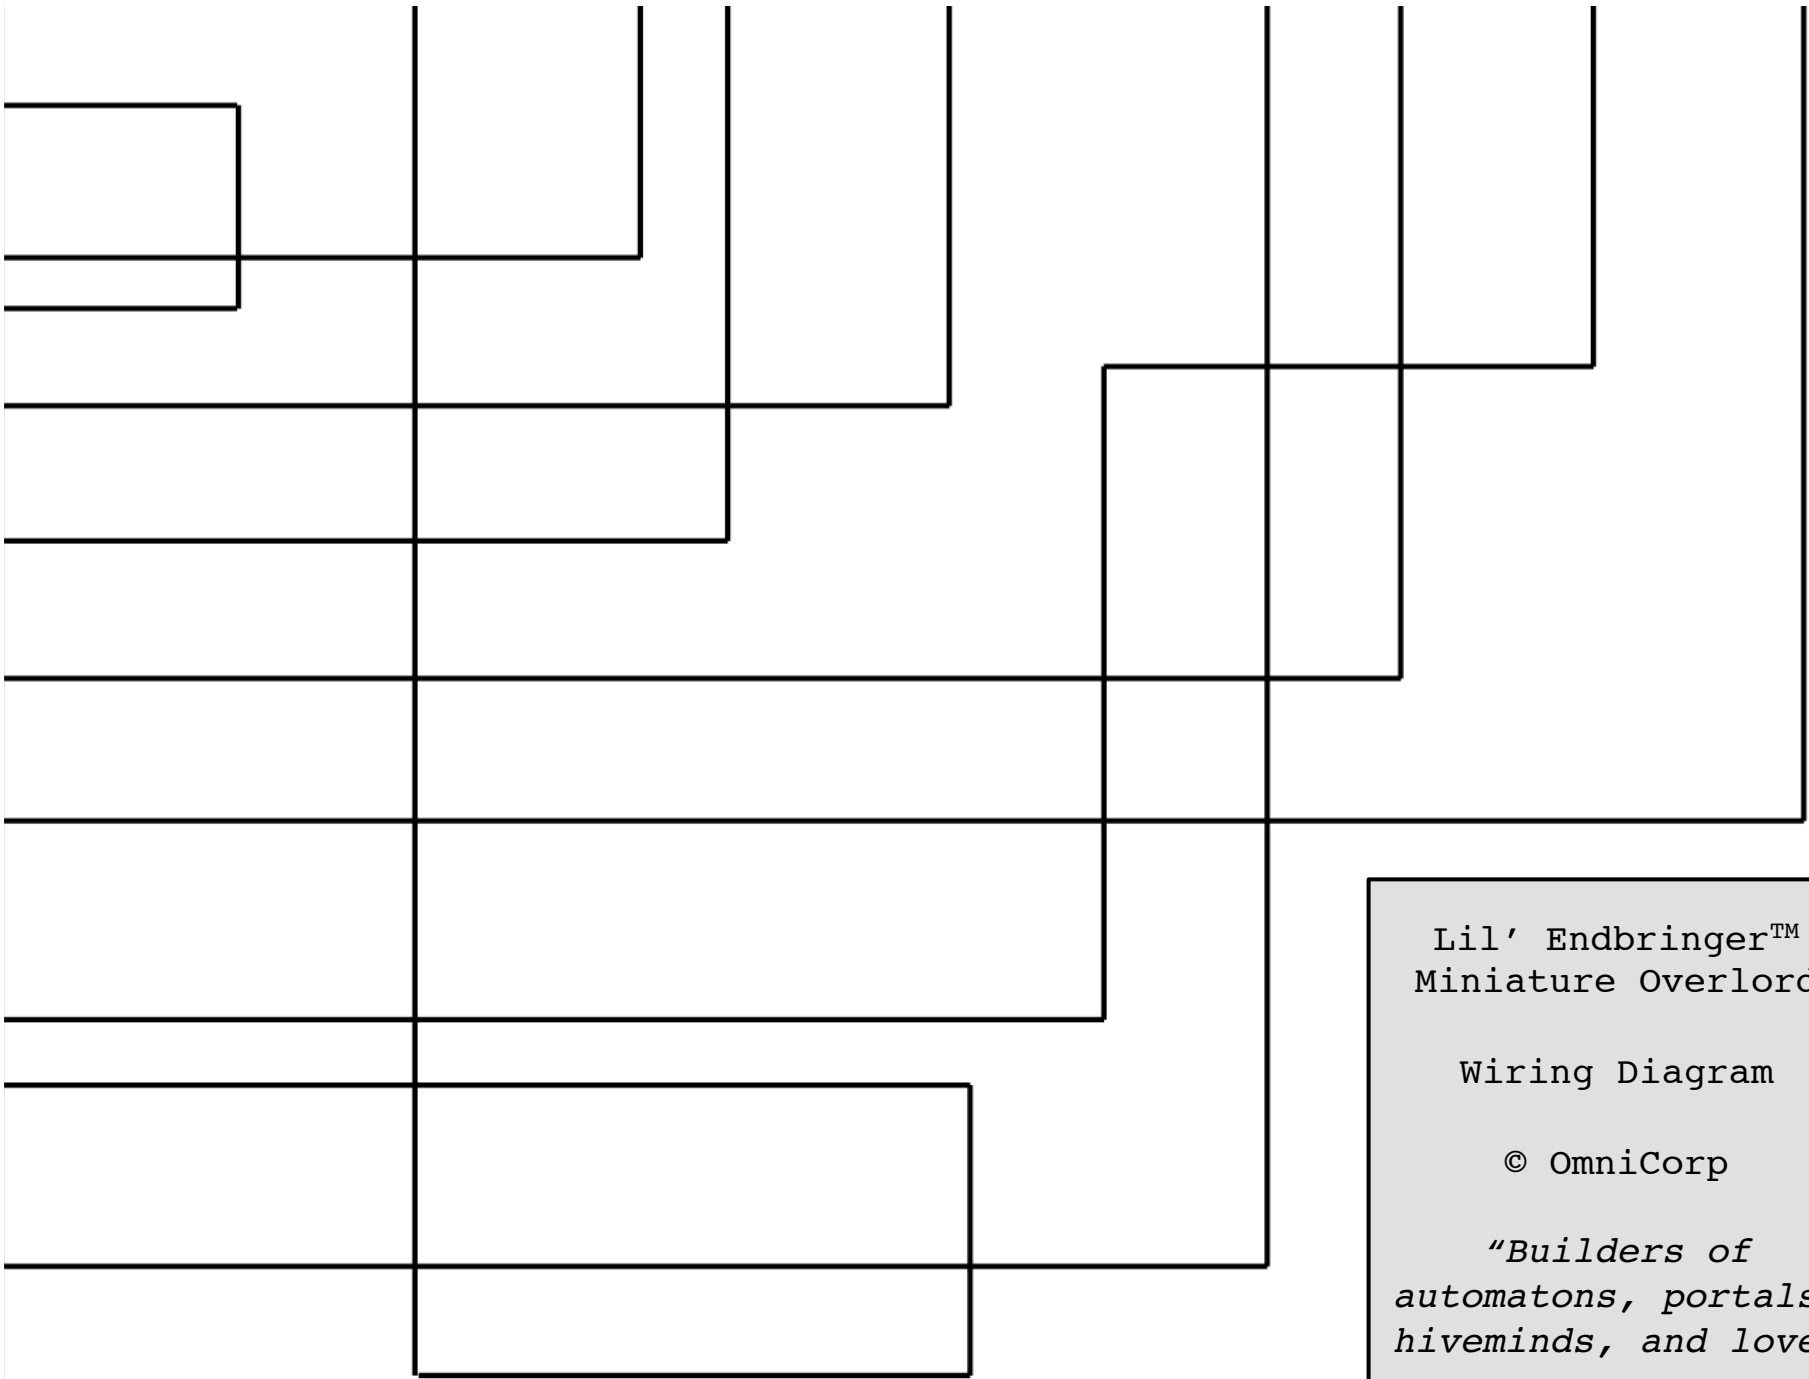 Lil’ Endbringer™
Miniature Overlord
Wiring Diagram
© OmniCorp
“Builders of
automatons, portals
hiveminds, and love